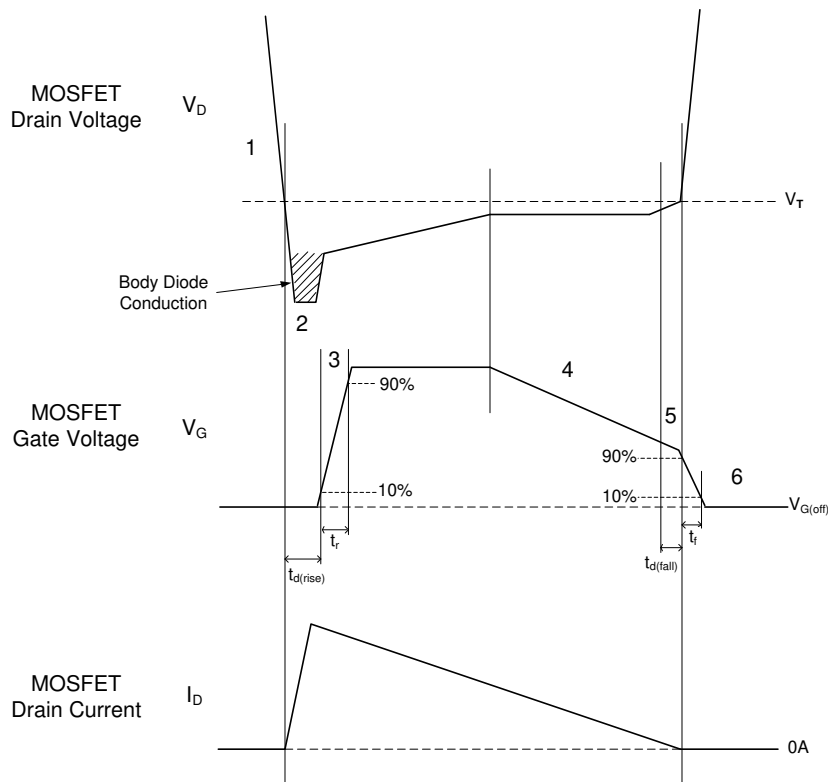 MOSFET
Drain Voltage
V_D
1
V_T
Body Diode
Conduction
2
3
4
90%
MOSFET
Gate Voltage
V_G
5
90%
10%
10%
6
V_G(off)
t_r
t_f
t_d(rise)
t_d(fall)
MOSFET
Drain Current
I_D
0A